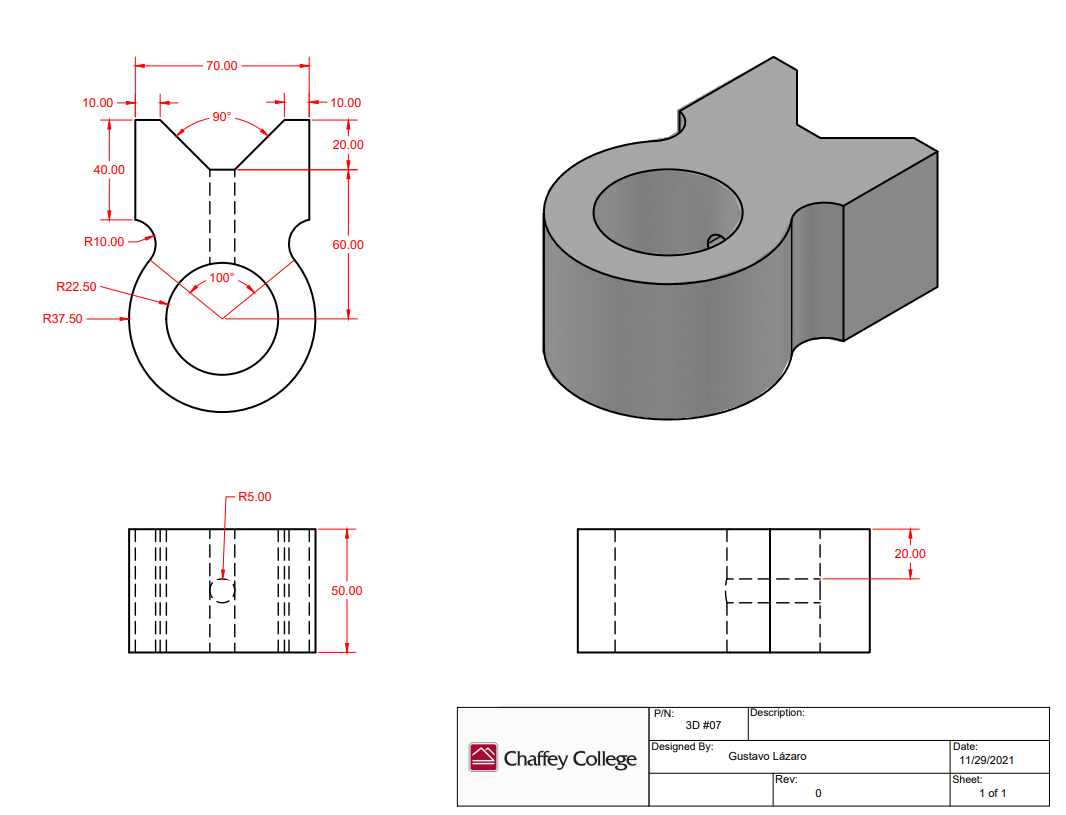 70.00
10.00
10.00
90°
20.00
40.00
R10.00
60.00
100°
R22.50
R37.50
R5.00
50.00
20.00
P/N:
3D #07
Description:
Chaffey College
Designed By:
Gustavo Lázaro
Date:
11/29/2021
Rev:
0
Sheet:
1 of 1